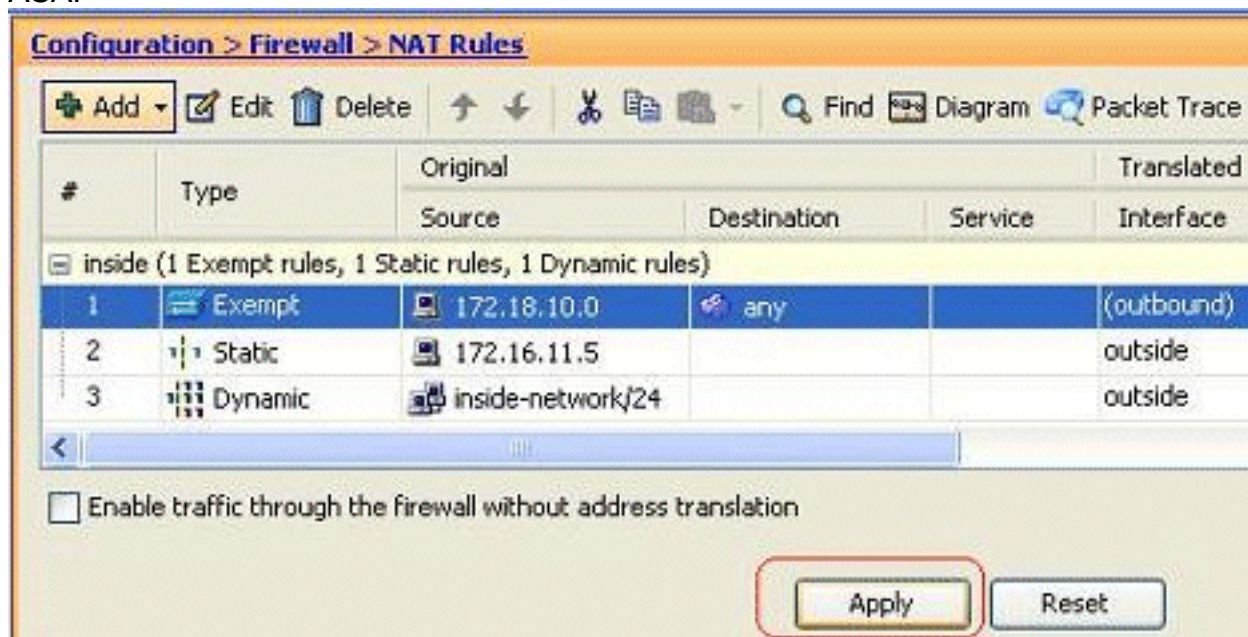 ASA.
Configuration > Firewall > NAT Rules
Add Edit Delete Find Diagram Packet Trace
# Type Original Translated
Source Destination Service Interface
inside (1 Exempt rules, 1 Static rules, 1 Dynamic rules)
1 Exempt 172.18.10.0 any (outbound)
2 Static 172.16.11.5 outside
3 Dynamic inside-network/24 outside
Enable traffic through the firewall without address translation
Apply Reset